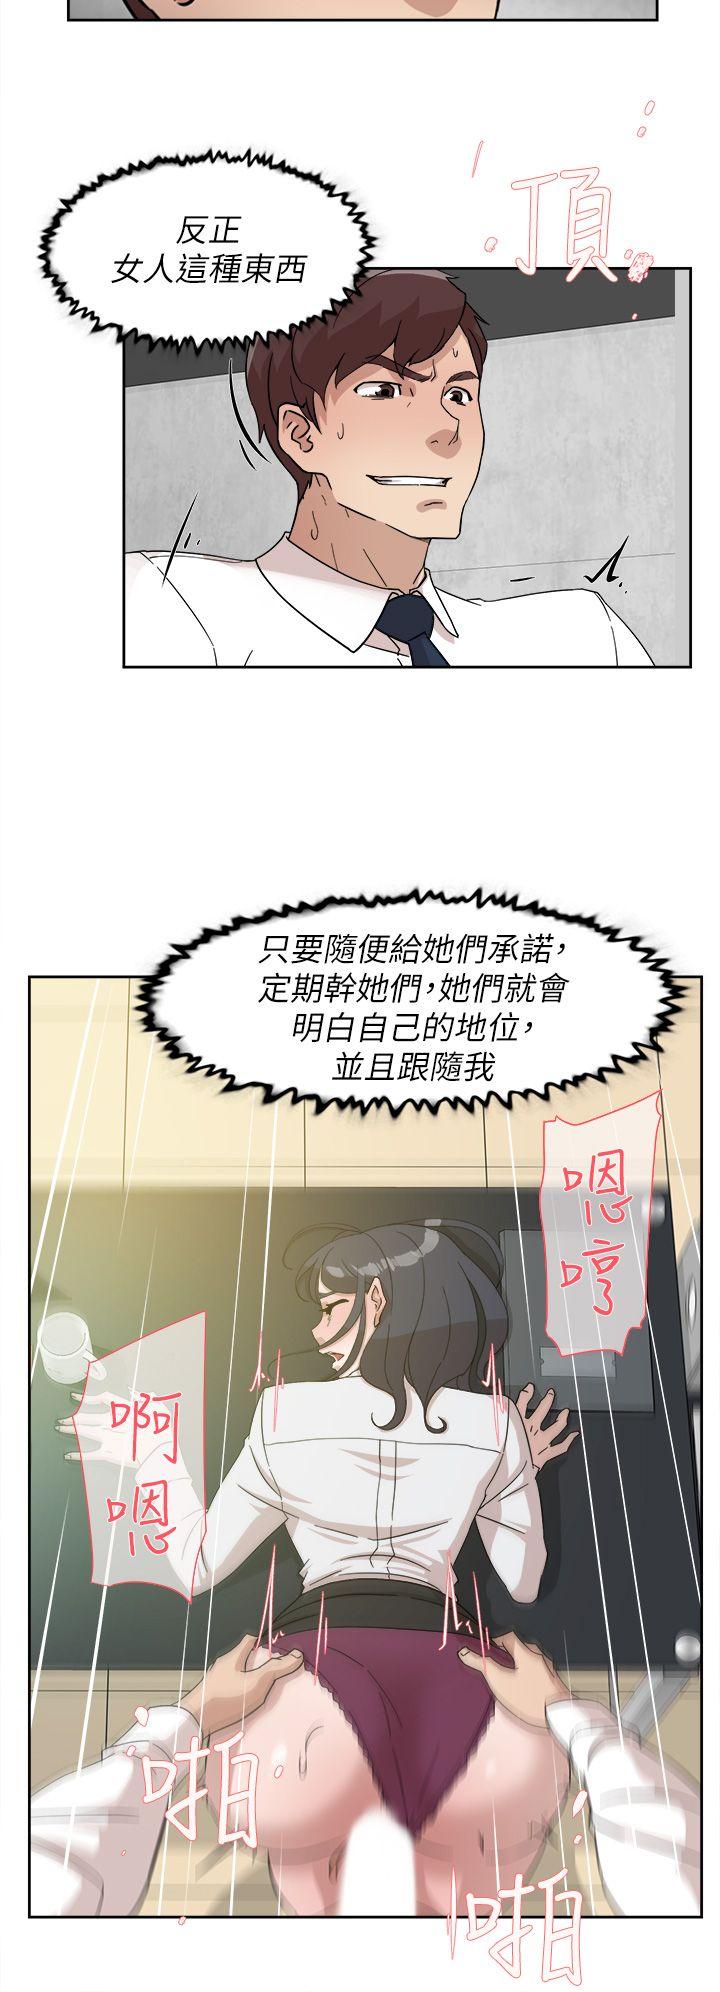 頂
反正
女人這種東西
只要隨便給她們承諾，
定期幹她們，她們就會
明白自己的地位，
並且跟隨我
嗯
哼
啊
嗯
啪
啪